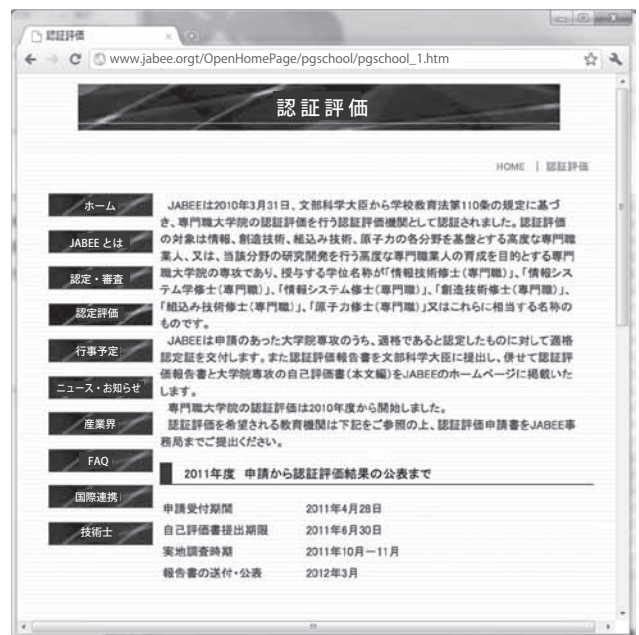 認証評価
www.jabee.orgt/OpenHomePage/pgschool/pgschool_1.htm
認証評価
HOME | 認証評価
ホーム
JABEE とは
認定・審査
認定評価
行事予定
ニュース・お知らせ
産業界
FAQ
国際連携
技術士
JABEEは2010年3月31日、文部科学大臣から学校教育法第110条の規定に基づ
き、専門職大学院の認証評価を行う認証評価機関として認証されました。認証評価
の対象は情報、創造技術、組込み技術、原子力の各分野を基盤とする高度な専門職
業人、又は、当該分野の研究開発を行う高度な専門職業人の育成を目的とする専門
職大学院の専攻であり、授与する学位名称が「情報技術修士(専門職)」、「情報シス
テム学修士(専門職)」、「情報システム修士(専門職)」、「創造技術修士(専門職)」、
「組込み技術修士(専門職)」、「原子力修士(専門職)」又はこれらに相当する名称の
ものです。
JABEEは申請のあった大学院専攻のうち、適格であると認定したものに対して適格
認定証を交付します。また認証評価報告書を文部科学大臣に提出し、併せて認証評
価報告書と大学院専攻の自己評価書(本文編)をJABEEのホームページに掲載いた
します。
専門職大学院の認証評価は2010年度から開始しました。
認証評価を希望される教育機関は下記をご参照の上、認証評価申請書をJABEE事
務局までご提出ください。
2011年度 申請から認証評価結果の公表まで
申請受付期間 2011年4月28日
自己評価書提出期限 2011年6月30日
実地調査時期 2011年10月－11月
報告書の送付・公表 2012年3月